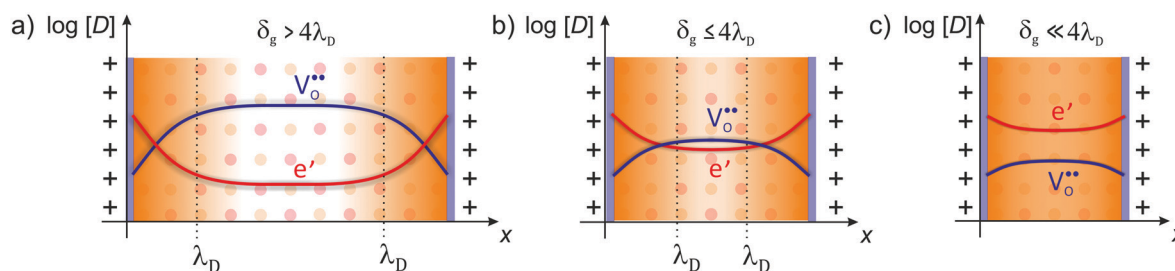 a) log [D] δg > 4λD
V_O^••
e’
+ + + + + + + + + +
λD λD x
b) log [D] δg ≤ 4λD
V_O^••
e’
+ + + + + + + + + +
λD λD x
c) log [D] δg ≪ 4λD
e’
V_O^••
+ + + + + + + + + +
x